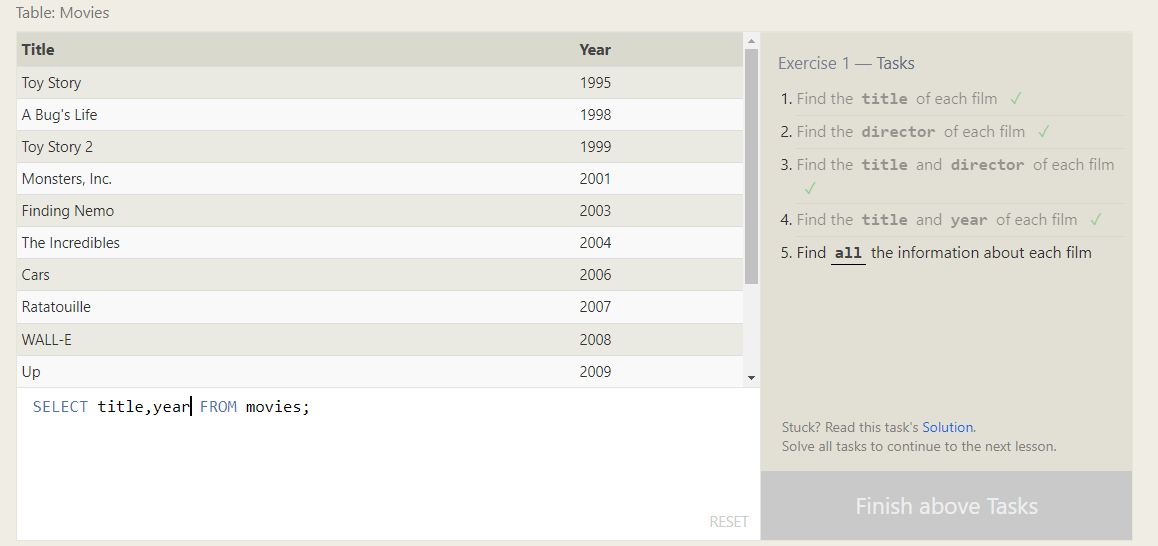 Table: Movies
Title Year
Toy Story 1995
A Bug's Life 1998
Toy Story 2 1999
Monsters, Inc. 2001
Finding Nemo 2003
The Incredibles 2004
Cars 2006
Ratatouille 2007
WALL-E 2008
Up 2009
SELECT title,year FROM movies;
RESET
Exercise 1 — Tasks
1. Find the title of each film ✓
2. Find the director of each film ✓
3. Find the title and director of each film
✓
4. Find the title and year of each film ✓
5. Find all the information about each film
Stuck? Read this task's Solution.
Solve all tasks to continue to the next lesson.
Finish above Tasks